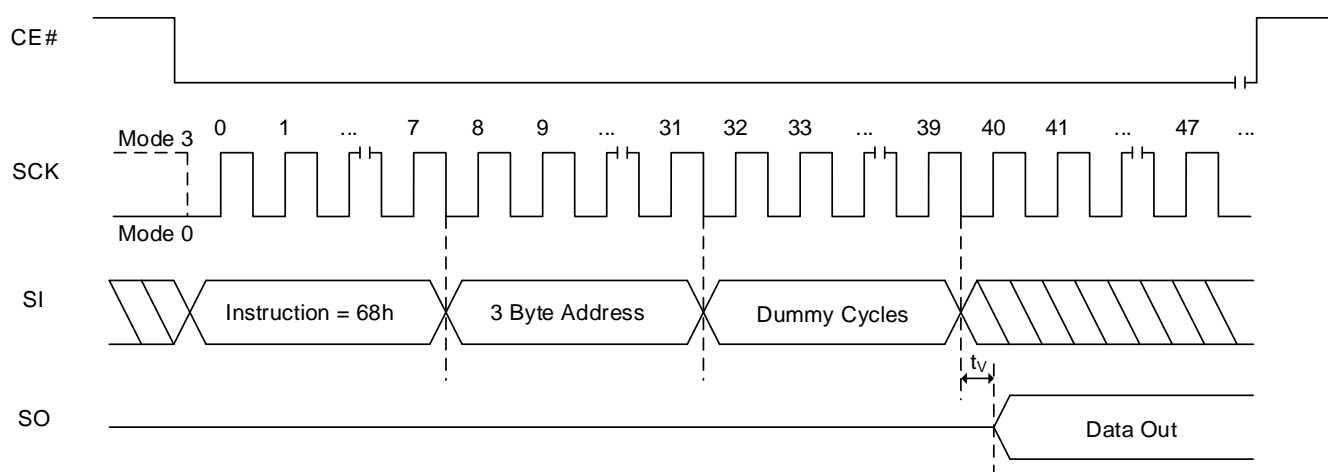 CE#
0 1 ... 7 8 9 ... 31 32 33 ... 39 40 41 ... 47 ...
Mode 3
SCK
Mode 0
SI
Instruction = 68h
3 Byte Address
Dummy Cycles
tV
SO
Data Out